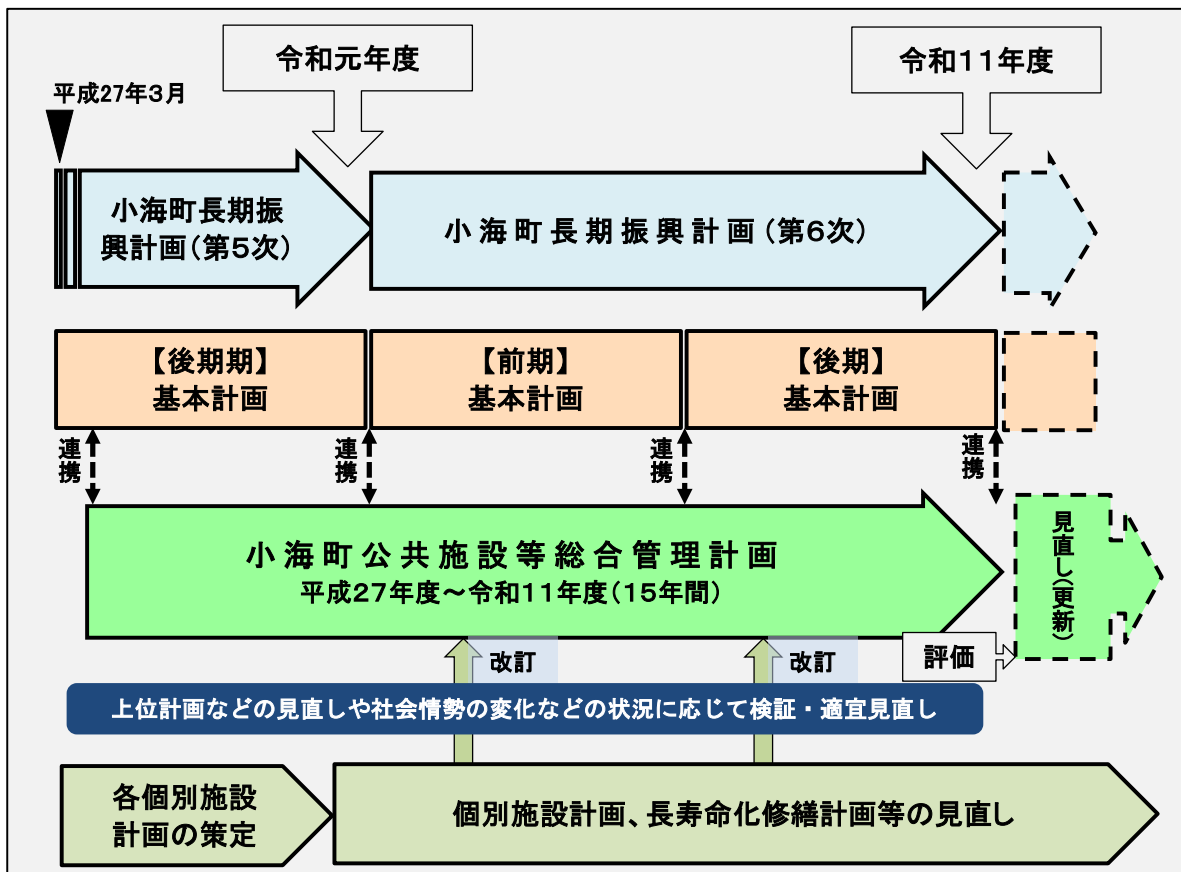 令和元年度
令和11年度
平成27年3月
小海町長期振
興計画(第5次)
小海町長期振興計画(第6次)
【後期期】
基本計画
【前期】
基本計画
【後期】
基本計画
連携
連携
連携
連携
小海町公共施設等総合管理計画
平成27年度～令和11年度(15年間)
見直し(更新)
改訂
改訂
評価
上位計画などの見直しや社会情勢の変化などの状況に応じて検証・適宜見直し
各個別施設
計画の策定
個別施設計画、長寿命化修繕計画等の見直し